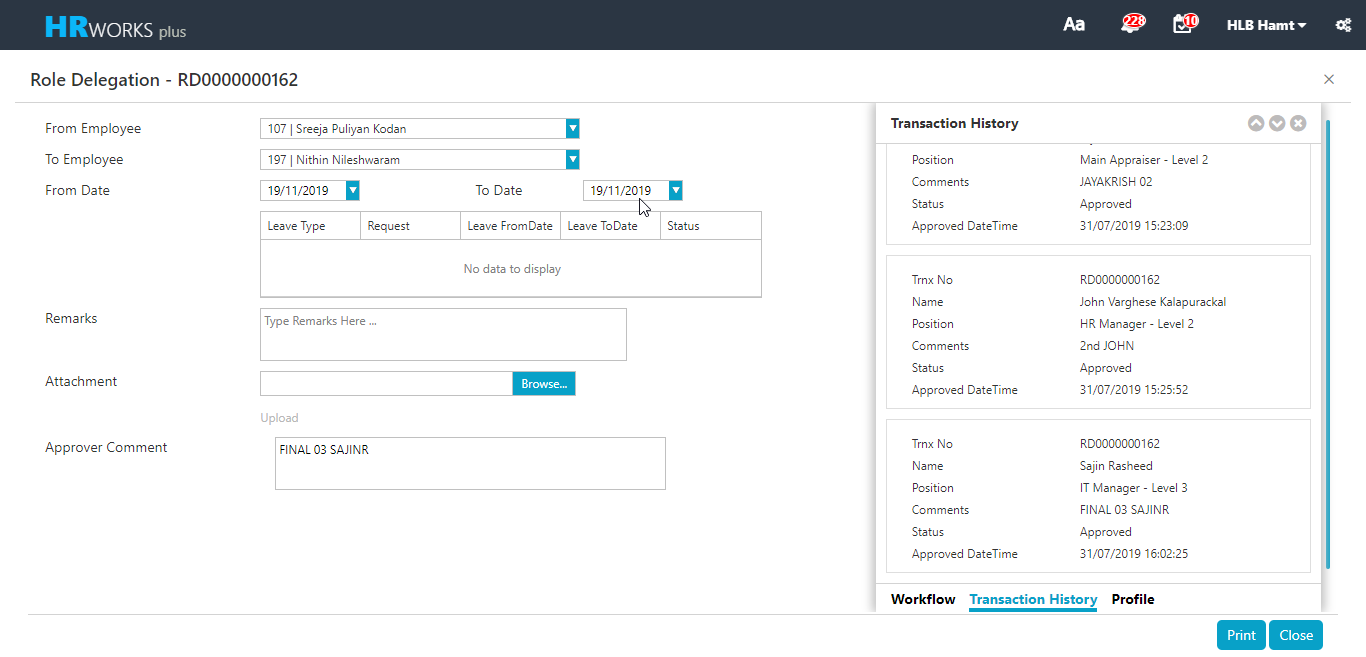 HRWORKS plus
Aa
228
10
HLB Hamt
Role Delegation - RD0000000162
From Employee
107 | Sreeja Puliyan Kodan
To Employee
197 | Nithin Nileshwaram
From Date
19/11/2019
To Date
19/11/2019
Leave Type Request Leave FromDate Leave ToDate Status
No data to display
Remarks
Type Remarks Here ...
Attachment
Browse...
Upload
Approver Comment
FINAL 03 SAJINR
Transaction History
Position Main Appraiser - Level 2
Comments JAYAKRISH 02
Status Approved
Approved DateTime 31/07/2019 15:23:09
Trnx No RD0000000162
Name John Varghese Kalapurackal
Position HR Manager - Level 2
Comments 2nd JOHN
Status Approved
Approved DateTime 31/07/2019 15:25:52
Trnx No RD0000000162
Name Sajin Rasheed
Position IT Manager - Level 3
Comments FINAL 03 SAJINR
Status Approved
Approved DateTime 31/07/2019 16:02:25
Workflow Transaction History Profile
Print Close